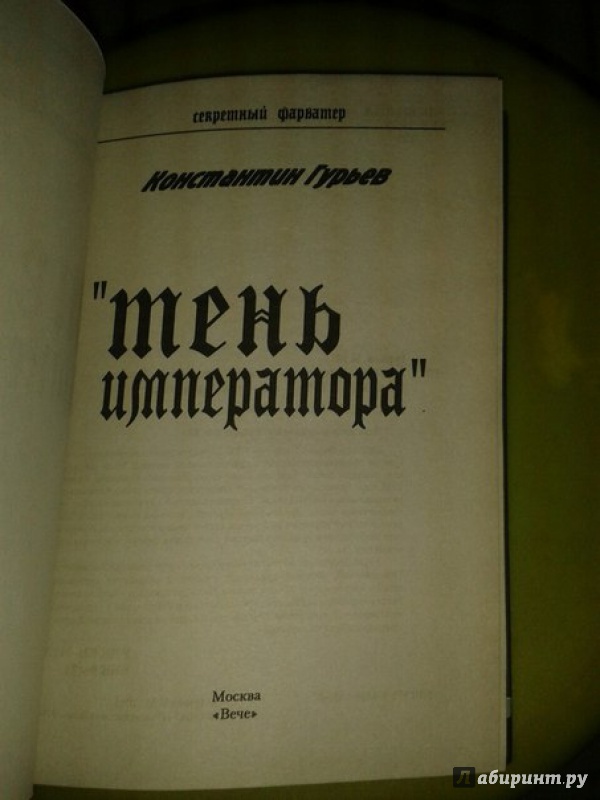 секретный фарватер
Константин Гурьев
"тень
императора"
Москва
«Вече»
Лабиринт.ру